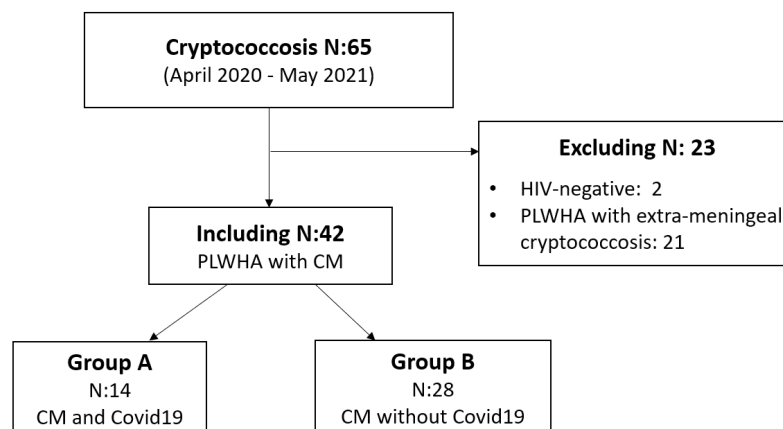 Cryptococcosis N:65
(April 2020 - May 2021)
Excluding N: 23
• HIV-negative: 2
• PLWHA with extra-meningeal
cryptococcosis: 21
Including N:42
PLWHA with CM
Group A
N:14
CM and Covid19
Group B
N:28
CM without Covid19